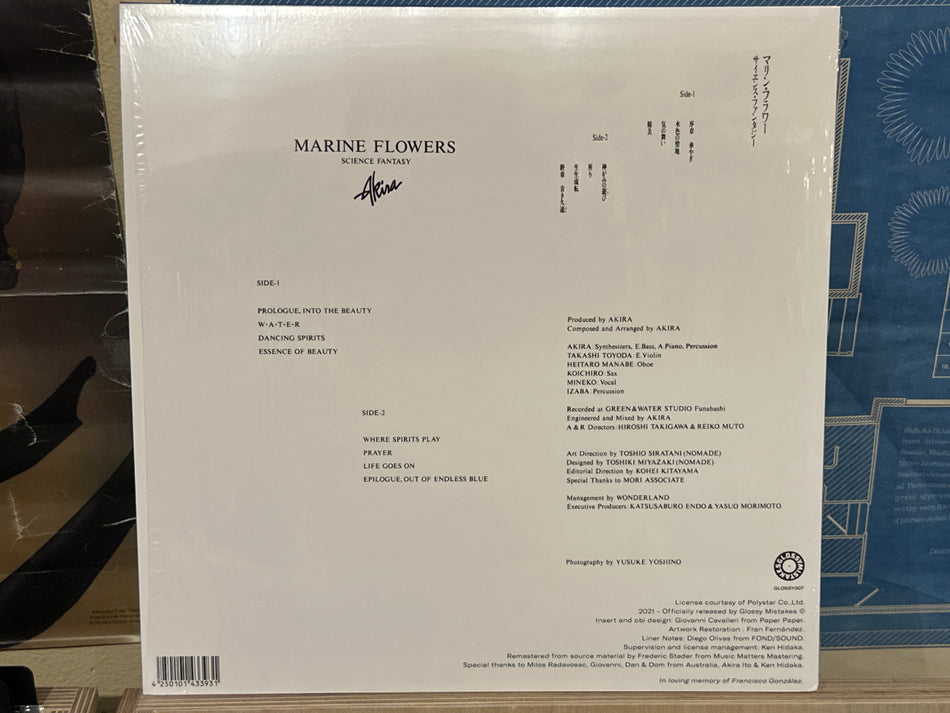 MARINE FLOWERS
SCIENCE FANTASY
Akira
マリン・フラワー
サイエンス・ファンタジー
Side-1
序章 華やぎ
水色の聖地
気の舞い
精美
Side-2
神がみの遊び
祈り
生生流転
終章 青き久遠
SIDE-1
PROLOGUE, INTO THE BEAUTY
W•A•T•E•R
DANCING SPIRITS
ESSENCE OF BEAUTY
SIDE-2
WHERE SPIRITS PLAY
PRAYER
LIFE GOES ON
EPILOGUE, OUT OF ENDLESS BLUE
Produced by AKIRA
Composed and Arranged by AKIRA
AKIRA: Synthesizers, E.Bass, A.Piano, Percussion
TAKASHI TOYODA: E.Violin
HEITARO MANABE: Oboe
KOICHIRO: Sax
MINEKO: Vocal
IZABA: Percussion
Recorded at GREEN&WATER STUDIO Funabashi
Engineered and Mixed by AKIRA
A & R Directors: HIROSHI TAKIGAWA & REIKO MUTO
Art Direction by TOSHIO SIRATANI (NOMADE)
Designed by TOSHIKI MIYAZAKI (NOMADE)
Editorial Direction by KOHEI KITAYAMA
Special Thanks to MORI ASSOCIATE
Management by WONDERLAND
Executive Producers: KATSUSABURO ENDO & YASUO MORIMOTO
Photography by YUSUKE YOSHINO
GLOSSY MISTAKES
GLOSSY007
License courtesy of Polystar Co.,Ltd.
2021 - Officially released by Glossy Mistakes ©
Insert and obi design: Giovanni Cavalleri from Paper Paper.
Artwork Restoration : Fran Fernández.
Liner Notes: Diego Olivas from FOND/SOUND.
Supervision and license management: Ken Hidaka.
Remastered from source material by Frederic Stader from Music Matters Mastering.
Special thanks to Milos Radavosac, Giovanni, Dan & Dom from Australia, Akira Ito & Ken Hidaka.
In loving memory of Francisco González.
4 250101 433931